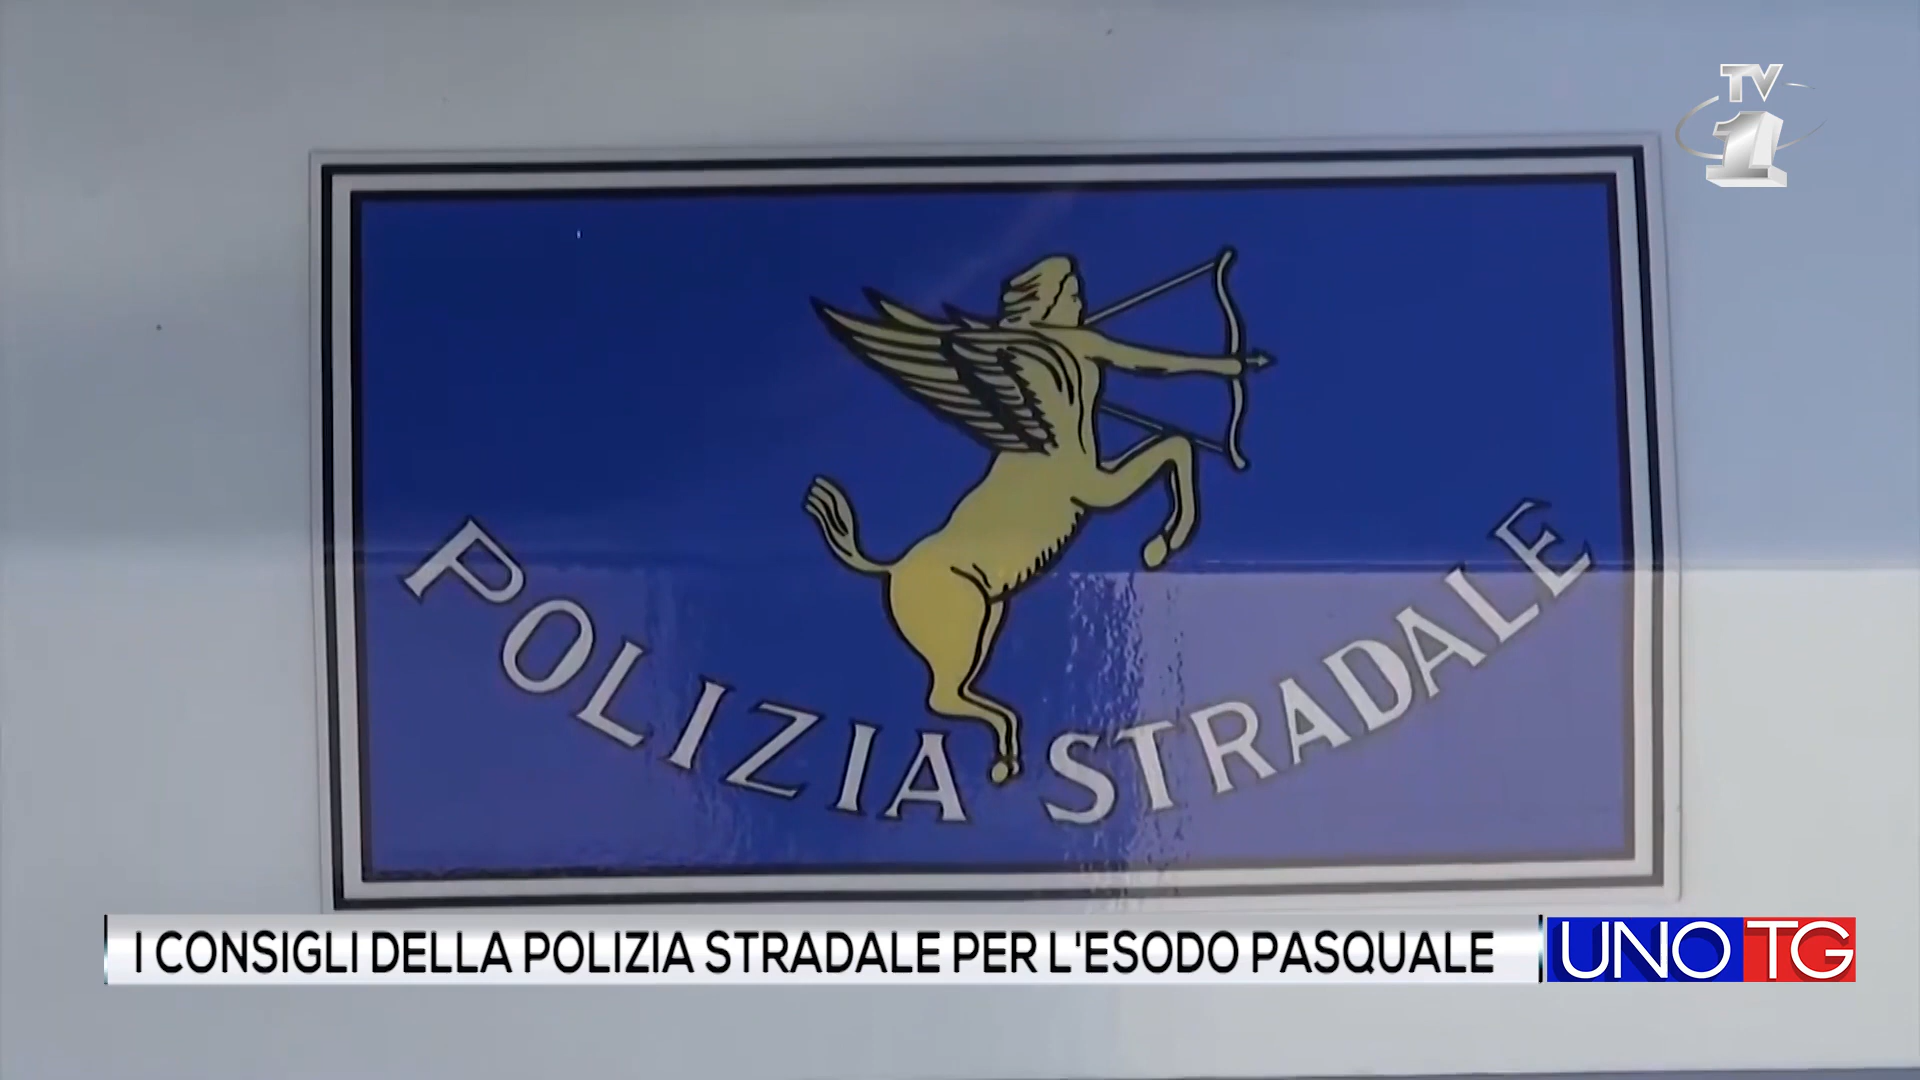 TV
1
POLIZIA STRADALE
I CONSIGLI DELLA POLIZIA STRADALE PER L'ESODO PASQUALE
UNO TG